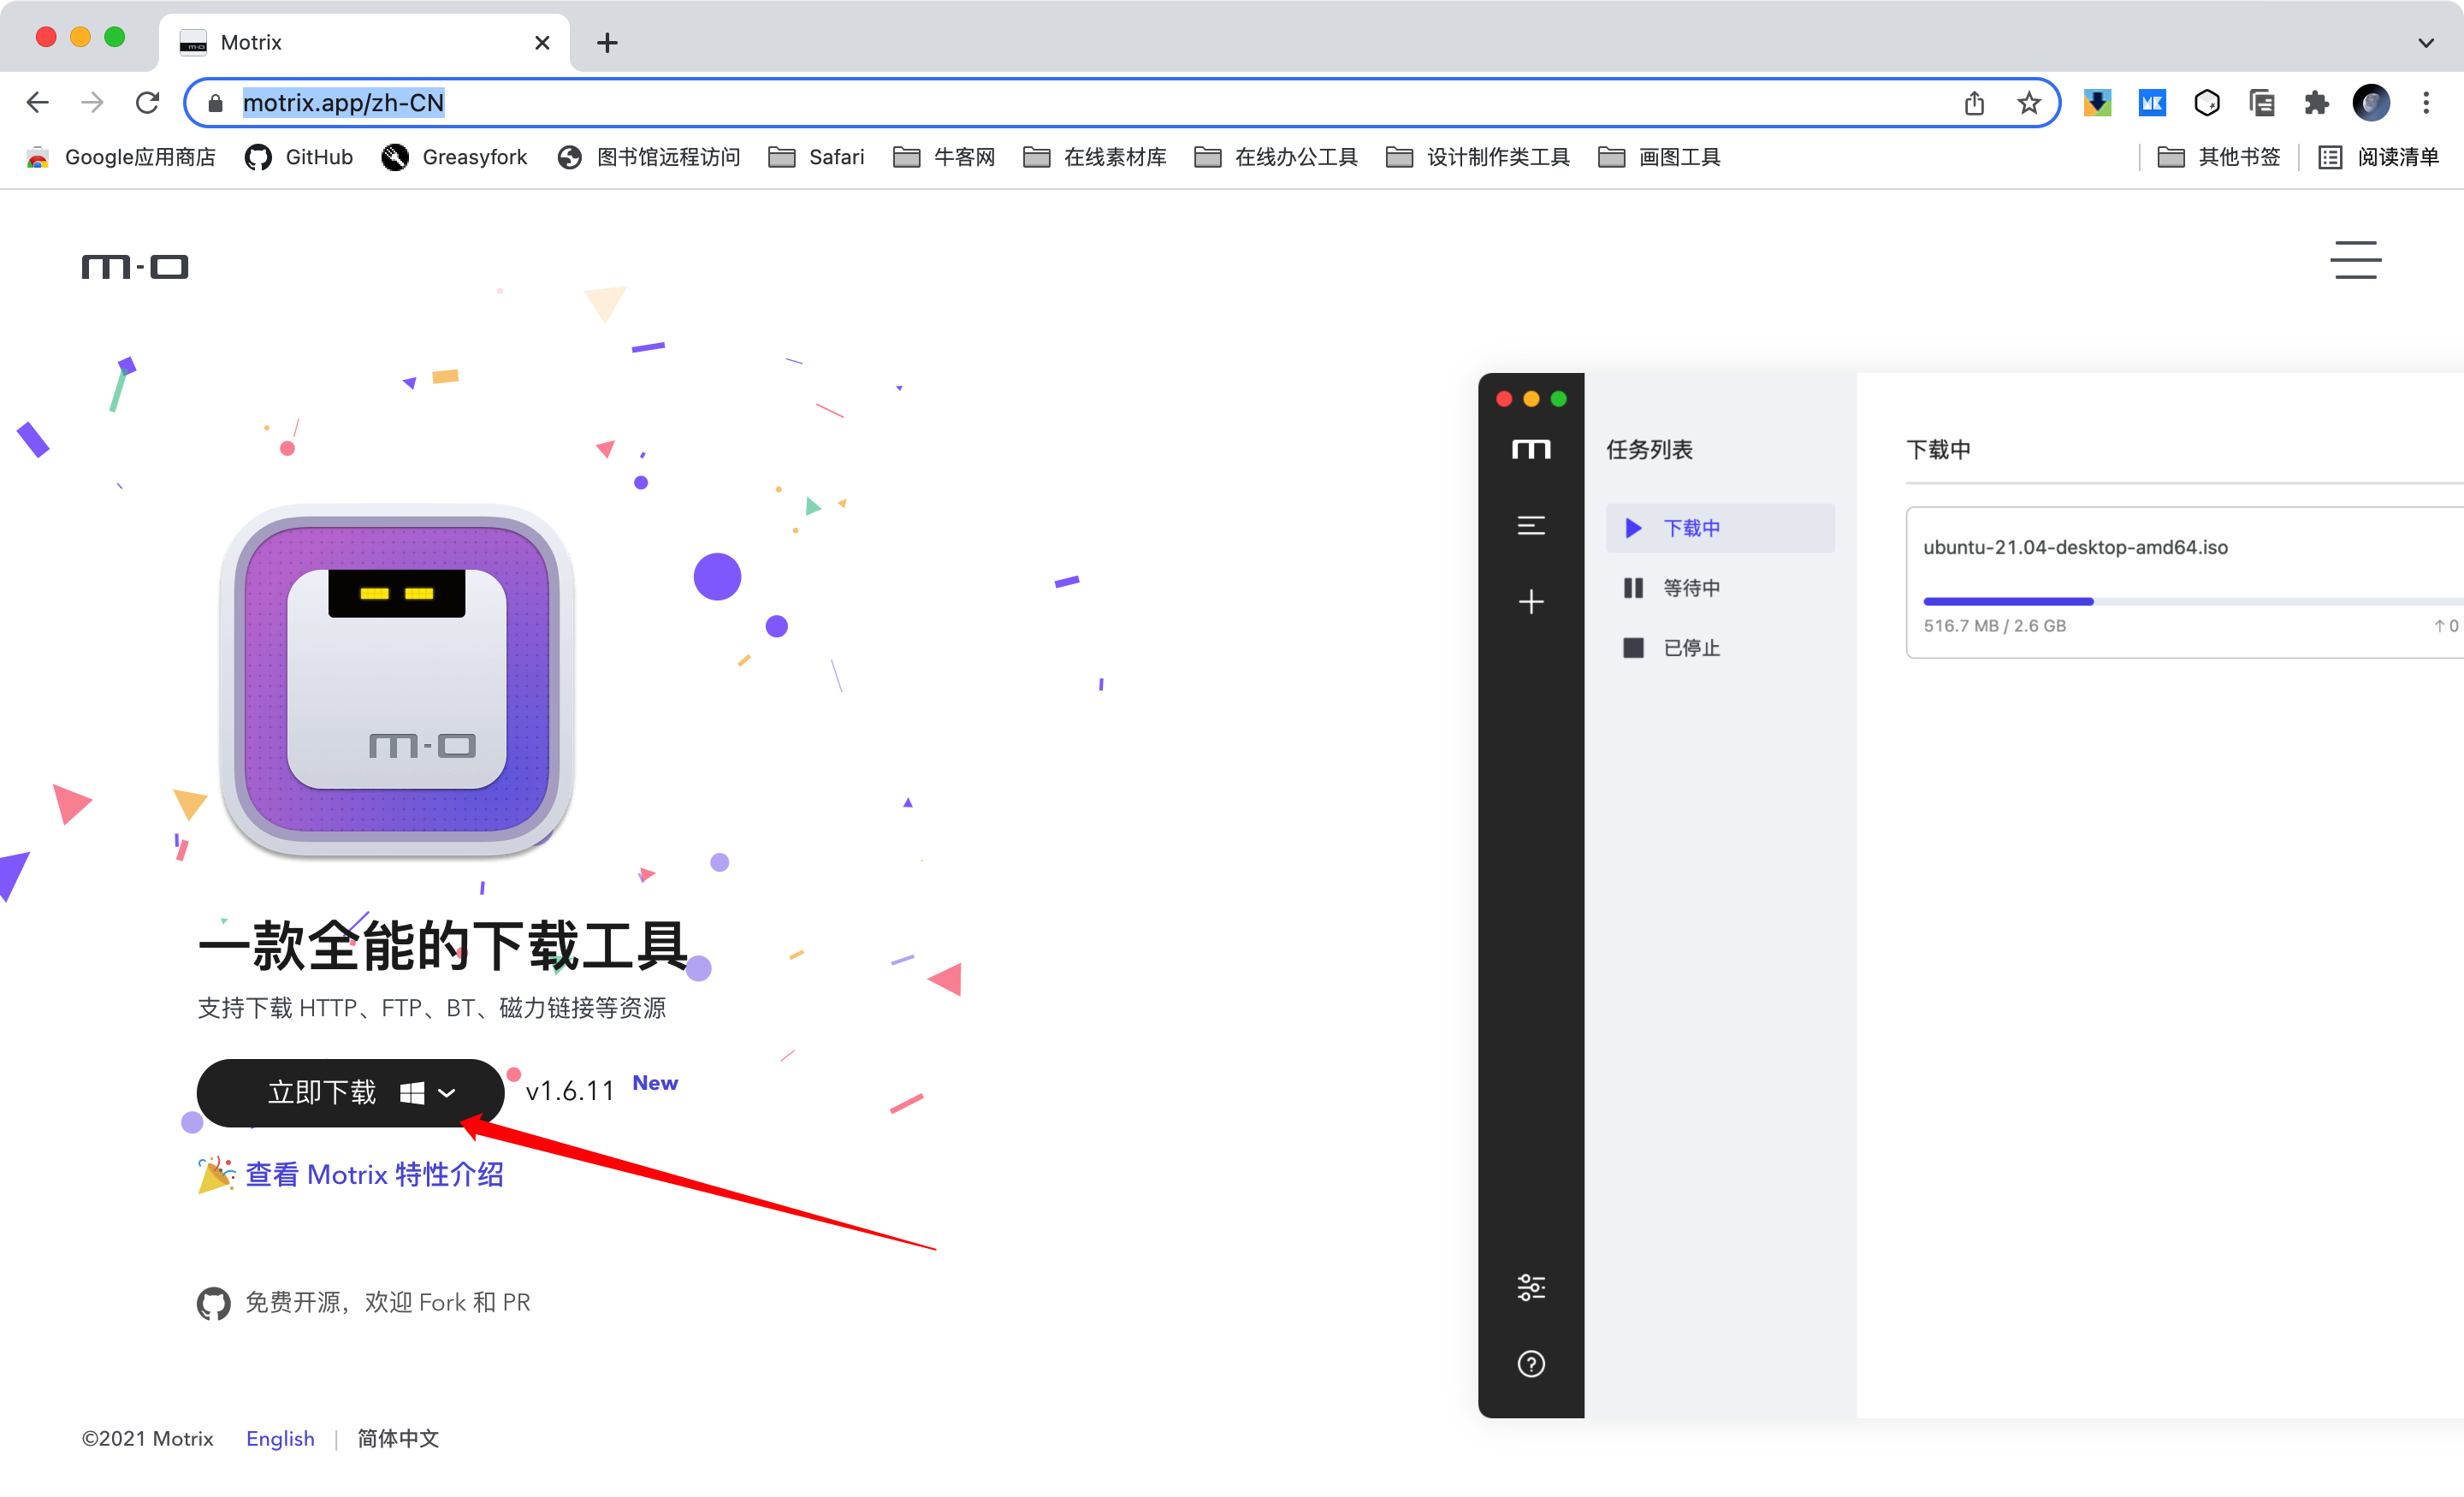 Motrix
motrix.app/zh-CN
Google应用商店 GitHub Greasyfork 图书馆远程访问 Safari 牛客网 在线素材库 在线办公工具 设计制作类工具 画图工具 其他书签 阅读清单
m-o
任务列表
下载中
等待中
已停止
下载中
ubuntu-21.04-desktop-amd64.iso
516.7 MB / 2.6 GB ↑ 0
m-o
一款全能的下载工具
支持下载 HTTP、FTP、BT、磁力链接等资源
立即下载 v1.6.11 New
查看 Motrix 特性介绍
免费开源，欢迎 Fork 和 PR
©2021 Motrix English | 简体中文